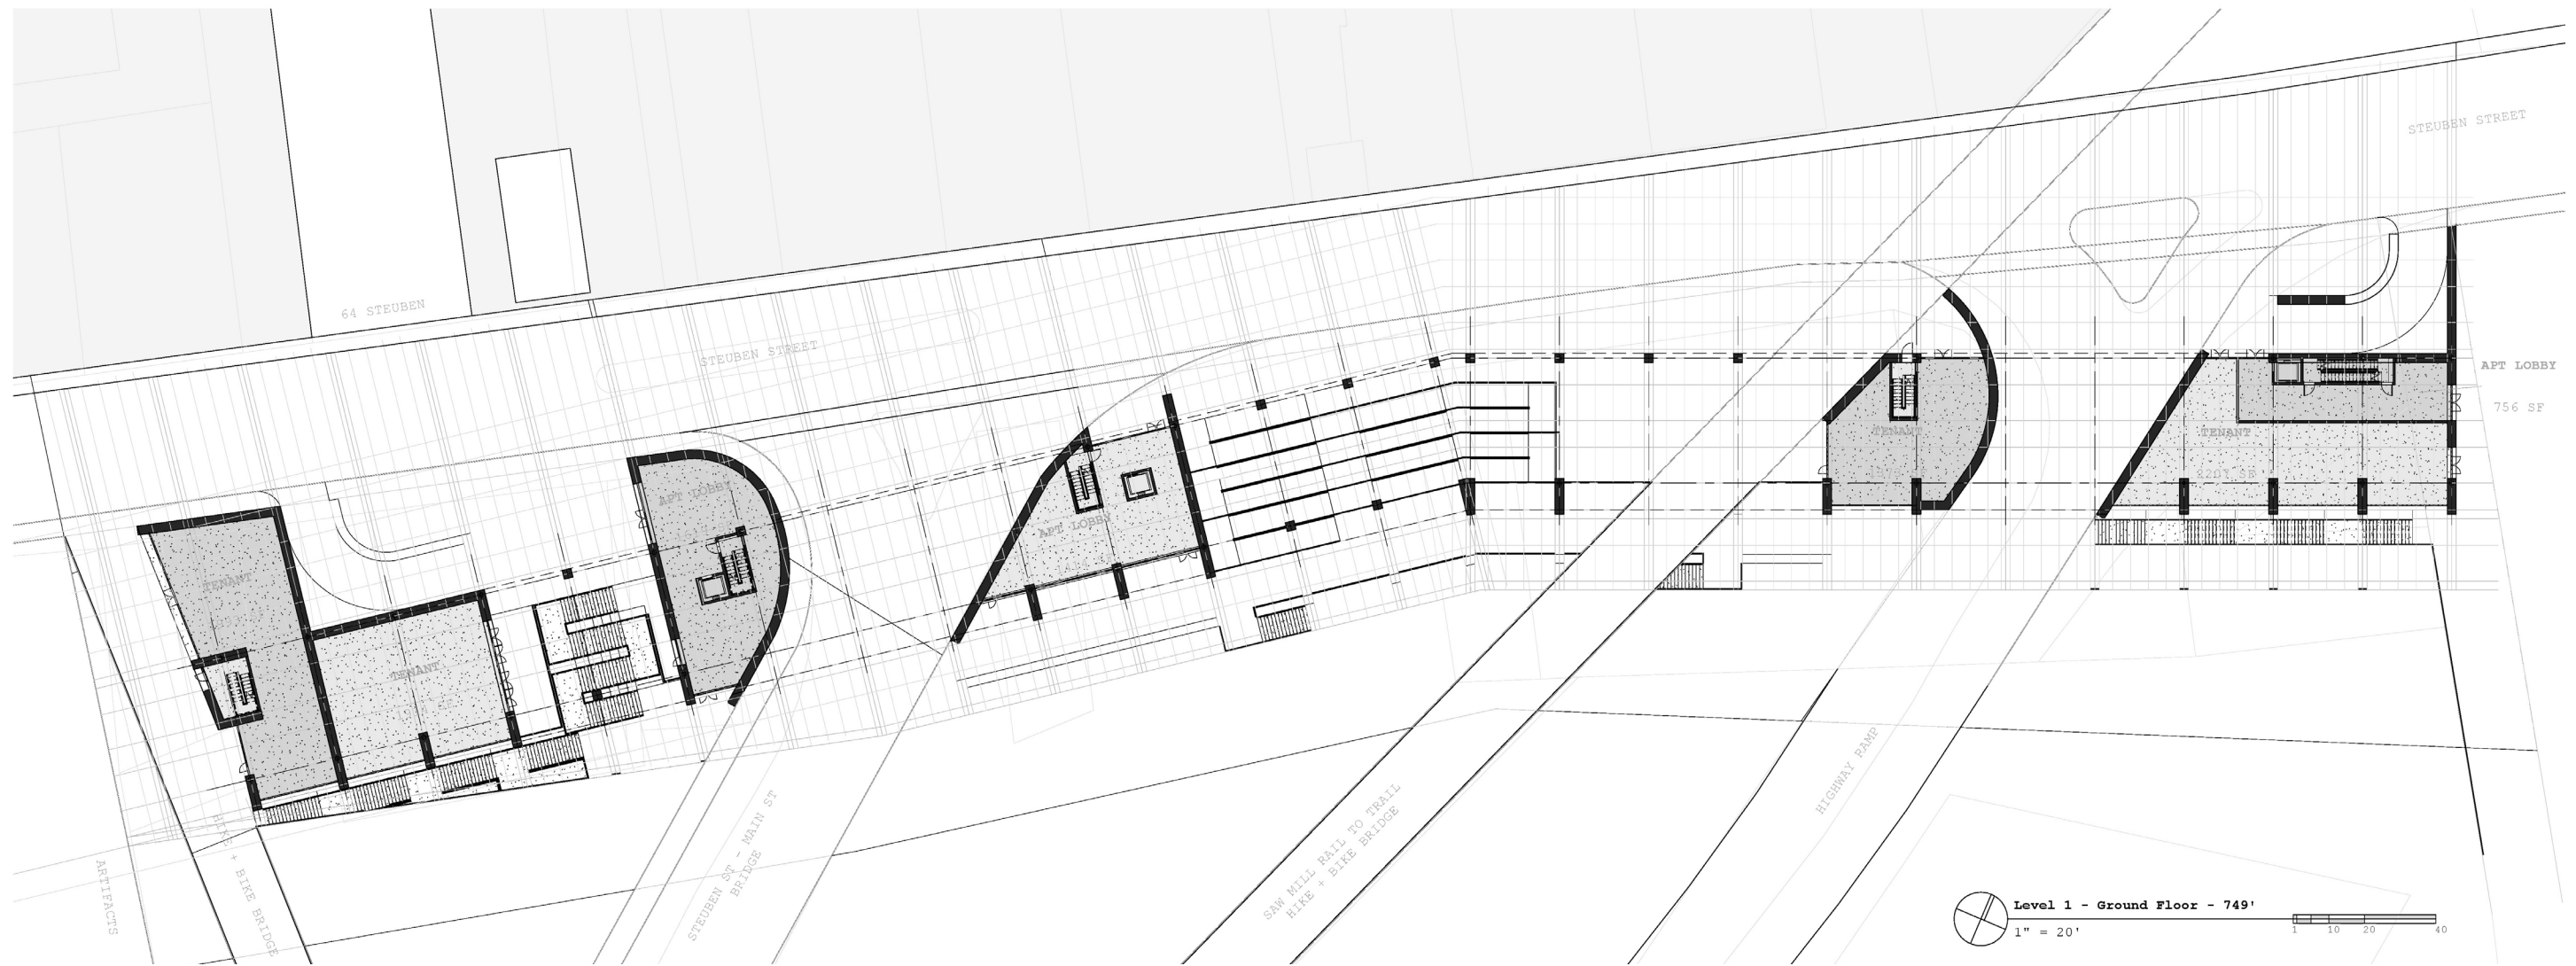 STEUBEN STREET
64 STEUBEN
STEUBEN STREET
APT LOBBY
756 SF
TENANT
TENANT
2207 SF
APT LOBBY
APT LOBBY
TENANT
TENANT
HIGHWAY RAMP
SAW MILL RAIL TO TRAIL
HIKE + BIKE BRIDGE
STEUBEN ST - MAIN ST
BRIDGE
BIKE + BIKE BRIDGE
ARTIFACTS
Level 1 - Ground Floor - 749'
1" = 20'
1 10 20 40